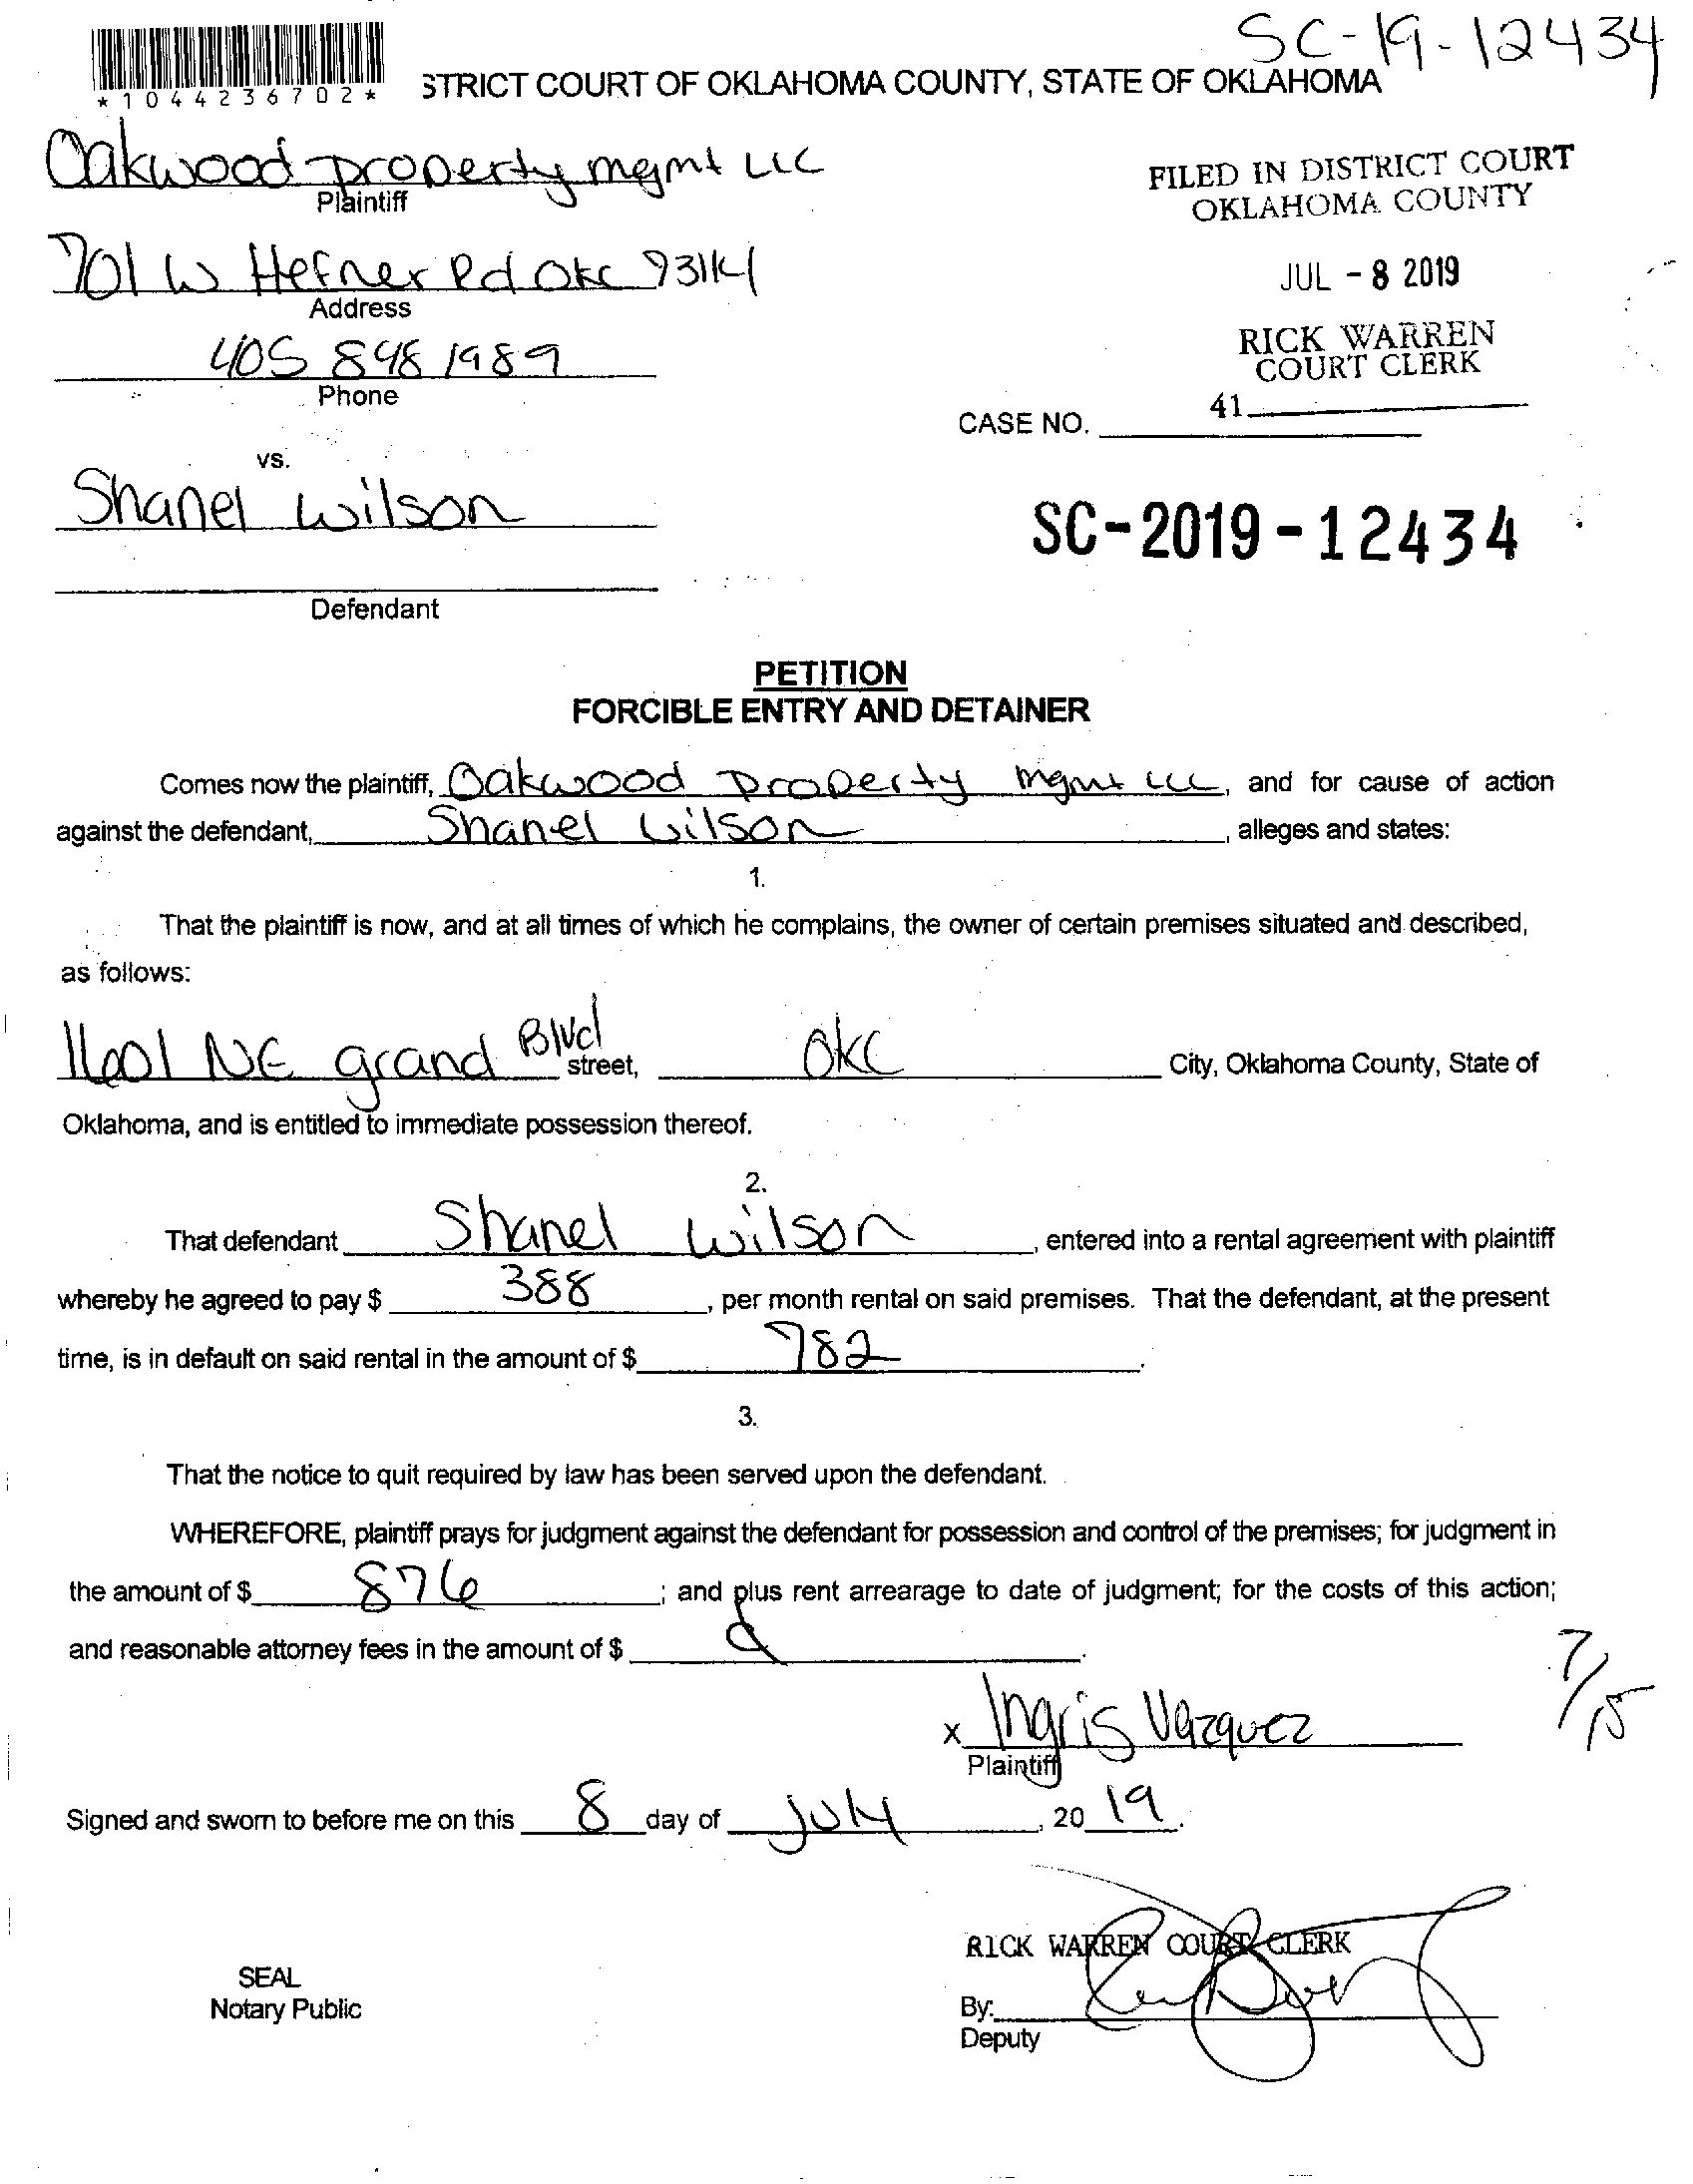 SC-19-12434
*1044236702*
STRICT COURT OF OKLAHOMA COUNTY, STATE OF OKLAHOMA
Oakwood property mgmt LLC
Plaintiff
FILED IN DISTRICT COURT
OKLAHOMA COUNTY
701 W Hefner Rd OKC 73114
Address
JUL - 8 2019
405 848 1989
Phone
RICK WARREN
COURT CLERK
41
CASE NO.
vs.
Shanel Wilson
SC-2019-12434
Defendant
PETITION
FORCIBLE ENTRY AND DETAINER
Comes now the plaintiff, Oakwood Property Mgmt LLC, and for cause of action
against the defendant, Shanel Wilson, alleges and states:
1.
That the plaintiff is now, and at all times of which he complains, the owner of certain premises situated and described,
as follows:
1601 NE grand Blvd street, OKC City, Oklahoma County, State of
Oklahoma, and is entitled to immediate possession thereof.
2.
That defendant Shanel Wilson, entered into a rental agreement with plaintiff
whereby he agreed to pay $ 388, per month rental on said premises. That the defendant, at the present
time, is in default on said rental in the amount of $ 782.
3.
That the notice to quit required by law has been served upon the defendant.
WHEREFORE, plaintiff prays for judgment against the defendant for possession and control of the premises; for judgment in
the amount of $ 876; and plus rent arrearage to date of judgment; for the costs of this action;
and reasonable attorney fees in the amount of $.
7/15
x Ingris Vazquez
Plaintiff
Signed and sworn to before me on this 8 day of July, 20 19.
RICK WARREN COURT CLERK
SEAL
Notary Public
By:
Deputy